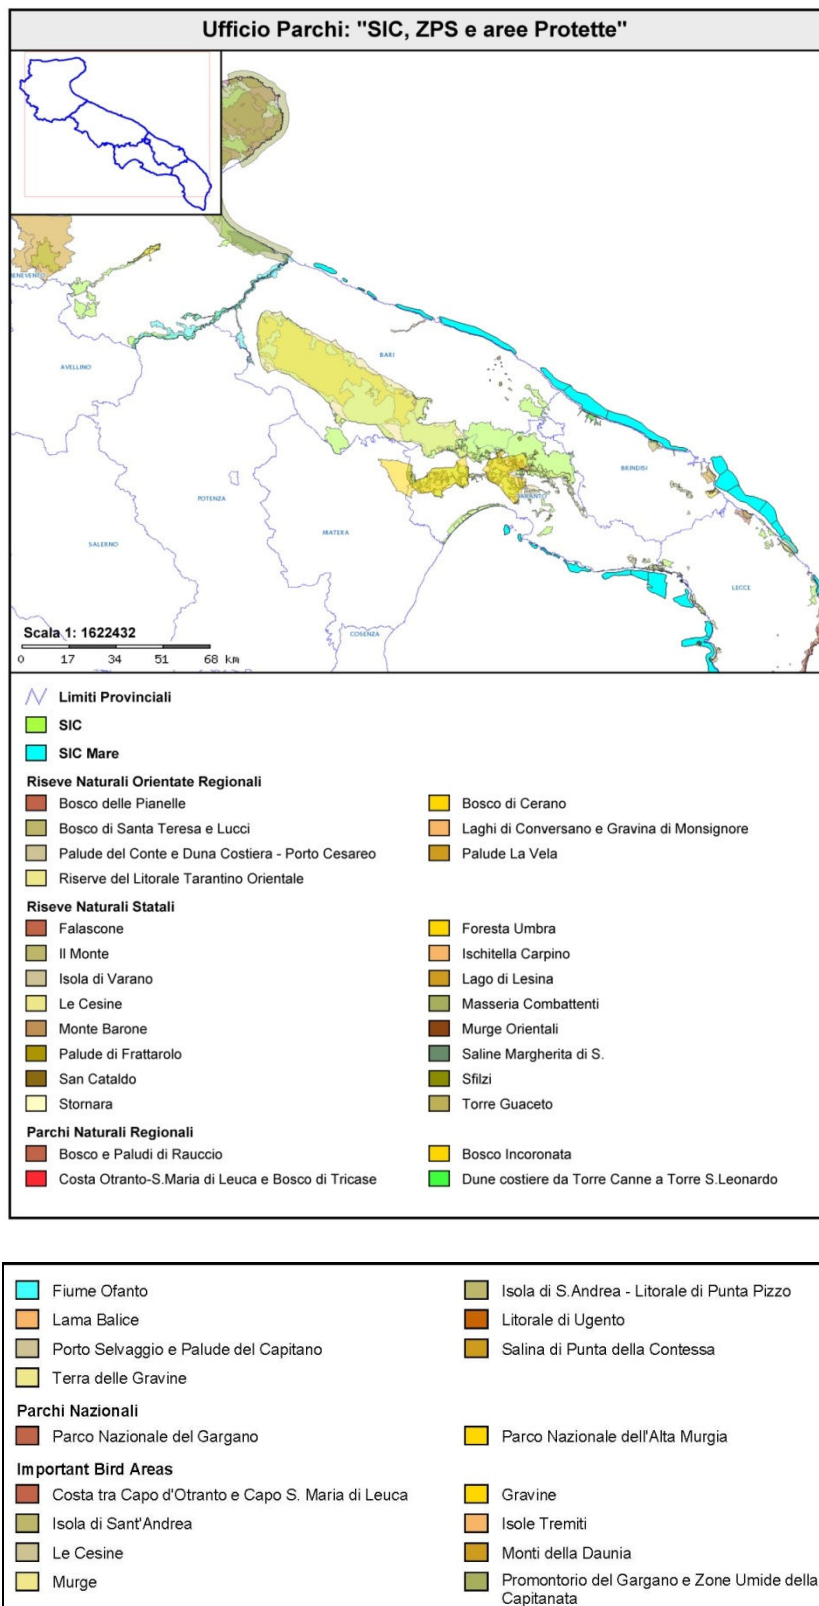 Ufficio Parchi: "SIC, ZPS e aree Protette"
BENEVENTO
AVELLINO
BARI
BRINDISI
TARANTO
POTENZA
MATERA
SALERNO
LECCE
COSENZA
Scala 1: 1622432
0 17 34 51 68 km
Limiti Provinciali
SIC
SIC Mare
Riseve Naturali Orientate Regionali
Bosco delle Pianelle
Bosco di Cerano
Bosco di Santa Teresa e Lucci
Laghi di Conversano e Gravina di Monsignore
Palude del Conte e Duna Costiera - Porto Cesareo
Palude La Vela
Riserve del Litorale Tarantino Orientale
Riseve Naturali Statali
Falascone
Foresta Umbra
Il Monte
Ischitella Carpino
Isola di Varano
Lago di Lesina
Le Cesine
Masseria Combattenti
Monte Barone
Murge Orientali
Palude di Frattarolo
Saline Margherita di S.
San Cataldo
Sfilzi
Stornara
Torre Guaceto
Parchi Naturali Regionali
Bosco e Paludi di Rauccio
Bosco Incoronata
Costa Otranto-S.Maria di Leuca e Bosco di Tricase
Dune costiere da Torre Canne a Torre S.Leonardo
Fiume Ofanto
Isola di S.Andrea - Litorale di Punta Pizzo
Lama Balice
Litorale di Ugento
Porto Selvaggio e Palude del Capitano
Salina di Punta della Contessa
Terra delle Gravine
Parchi Nazionali
Parco Nazionale del Gargano
Parco Nazionale dell'Alta Murgia
Important Bird Areas
Costa tra Capo d'Otranto e Capo S. Maria di Leuca
Gravine
Isola di Sant'Andrea
Isole Tremiti
Le Cesine
Monti della Daunia
Murge
Promontorio del Gargano e Zone Umide della
Capitanata